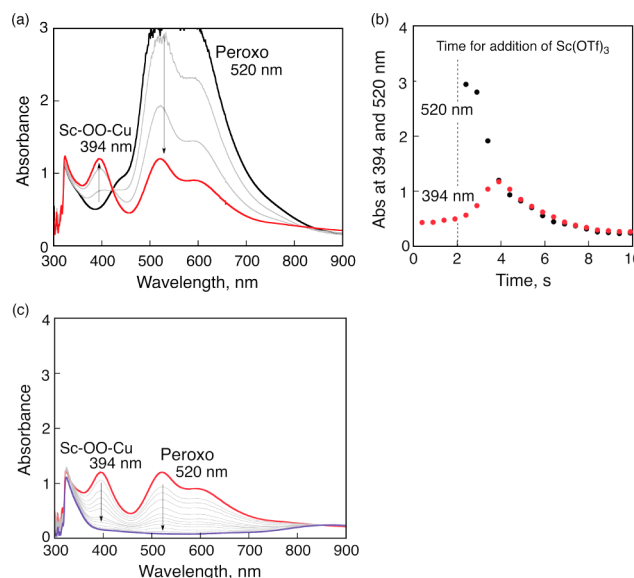 (a)
Absorbance
3
2
1
0
Peroxo
520 nm
Sc-OO-Cu
394 nm
300 400 500 600 700 800 900
Wavelength, nm
(b)
Abs at 394 and 520 nm
4
3
2
1
0
Time for addition of Sc(OTf)3
520 nm
394 nm
0 2 4 6 8 10
Time, s
(c)
Absorbance
4
3
2
1
0
Sc-OO-Cu
394 nm
Peroxo
520 nm
300 400 500 600 700 800 900
Wavelength, nm